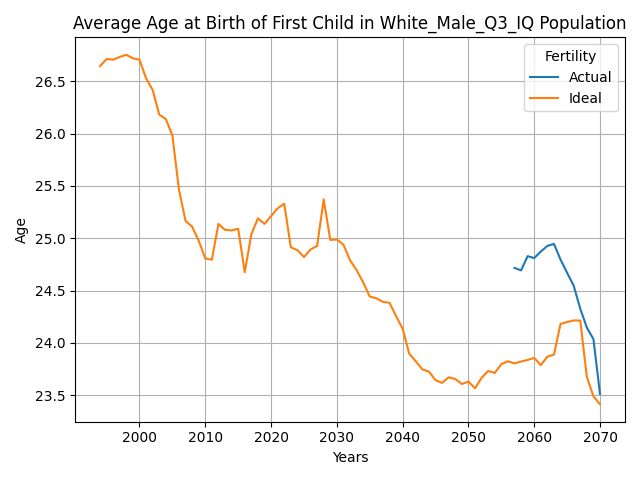 Average Age at Birth of First Child in White_Male_Q3_IQ Population
Fertility
Actual
Ideal
Age
26.5
26.0
25.5
25.0
24.5
24.0
23.5
2000 2010 2020 2030 2040 2050 2060 2070
Years